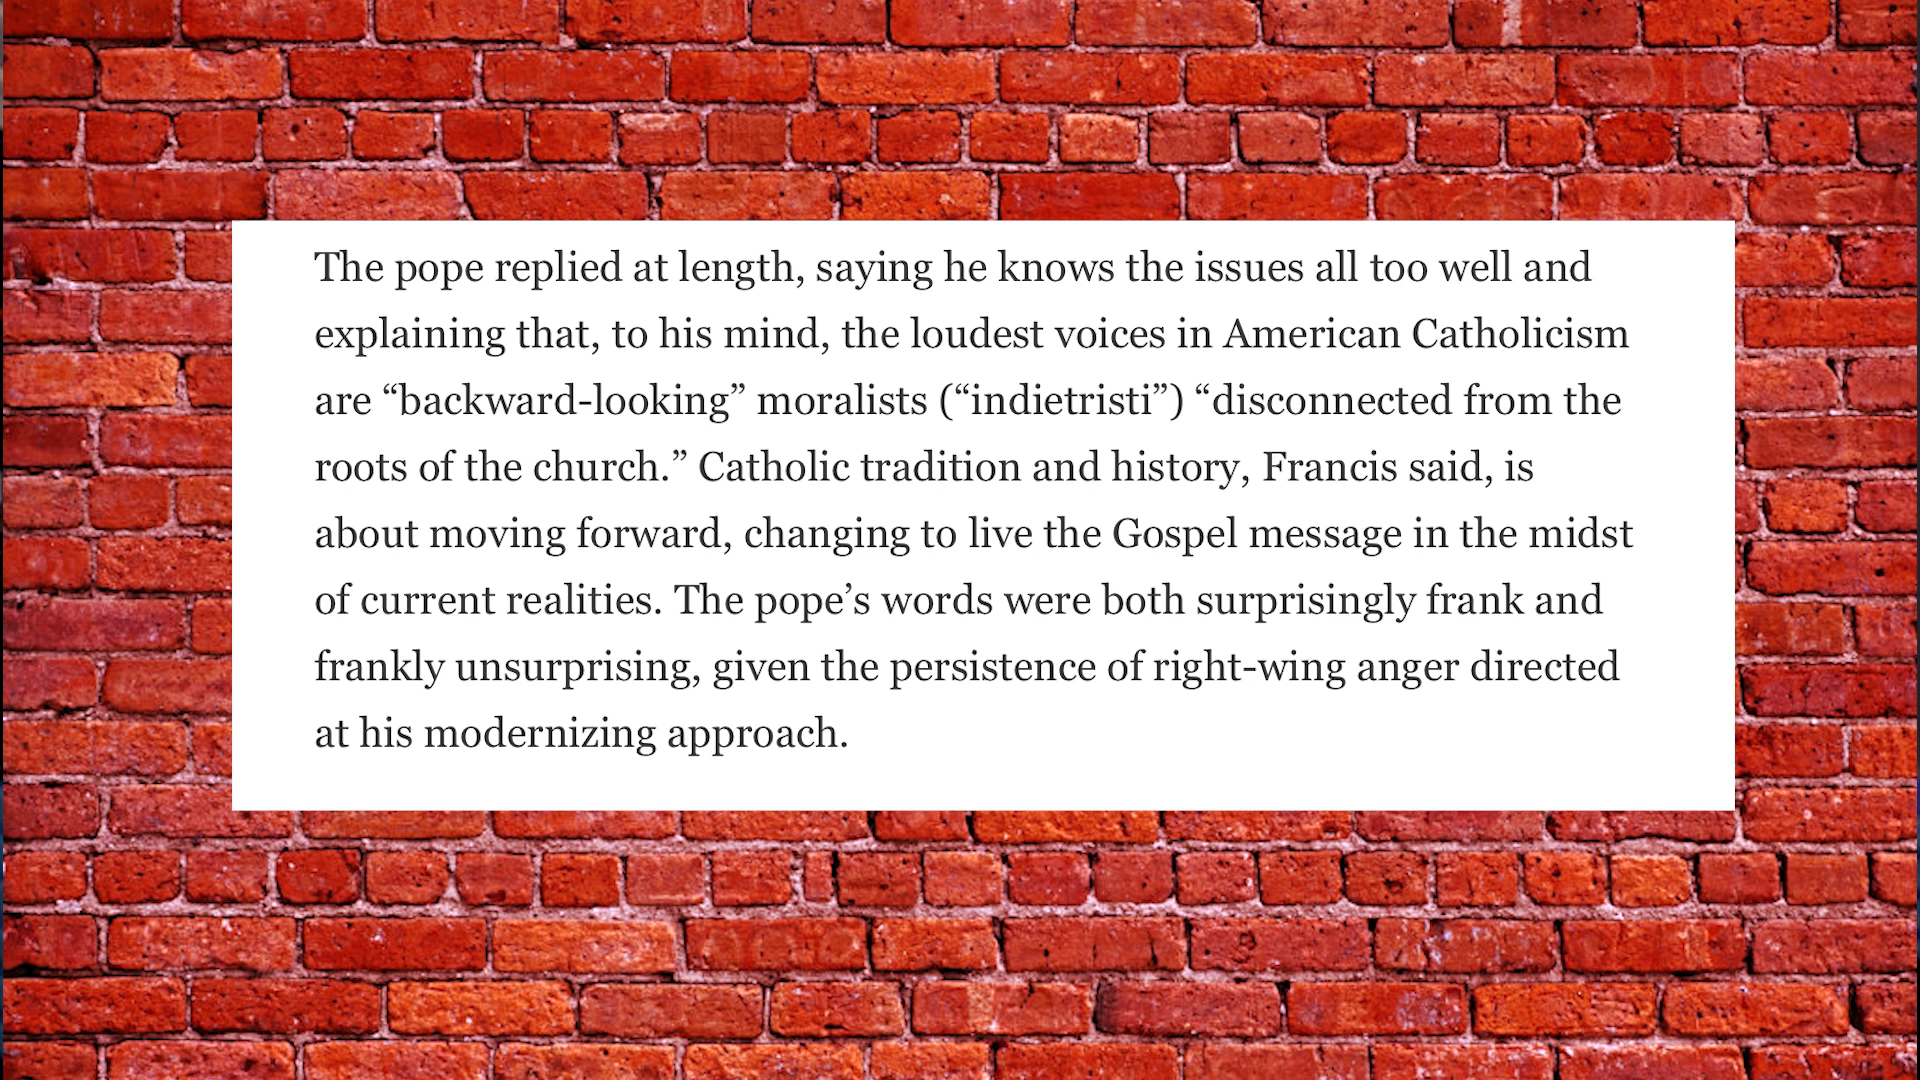 The pope replied at length, saying he knows the issues all too well and
explaining that, to his mind, the loudest voices in American Catholicism
are “backward-looking” moralists (“indietristi”) “disconnected from the
roots of the church.” Catholic tradition and history, Francis said, is
about moving forward, changing to live the Gospel message in the midst
of current realities. The pope’s words were both surprisingly frank and
frankly unsurprising, given the persistence of right-wing anger directed
at his modernizing approach.